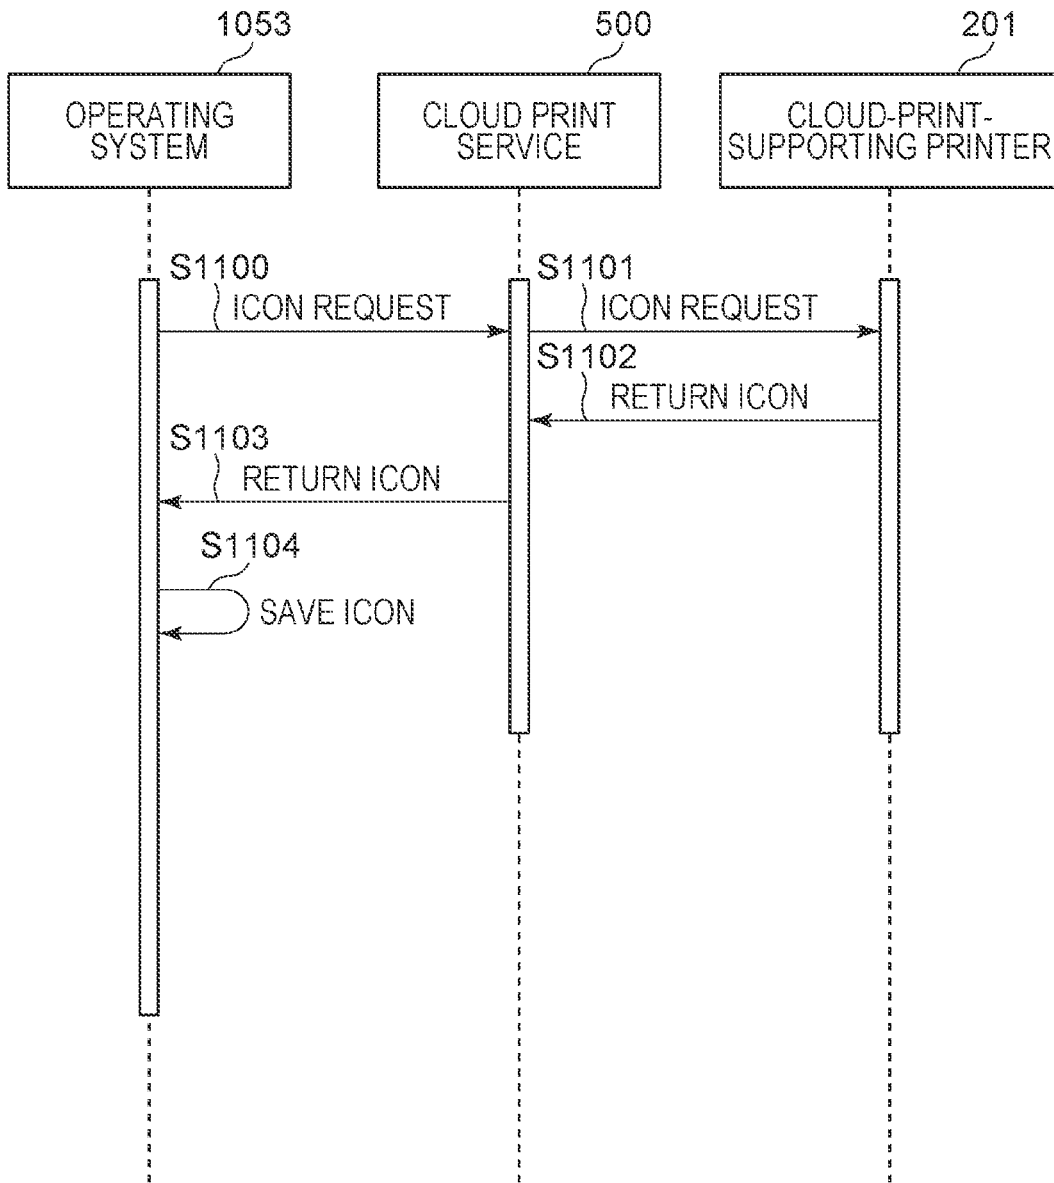 1053
500
201
OPERATING
SYSTEM
CLOUD PRINT
SERVICE
CLOUD-PRINT-
SUPPORTING PRINTER
S1100
ICON REQUEST
S1101
ICON REQUEST
S1102
RETURN ICON
S1103
RETURN ICON
S1104
SAVE ICON